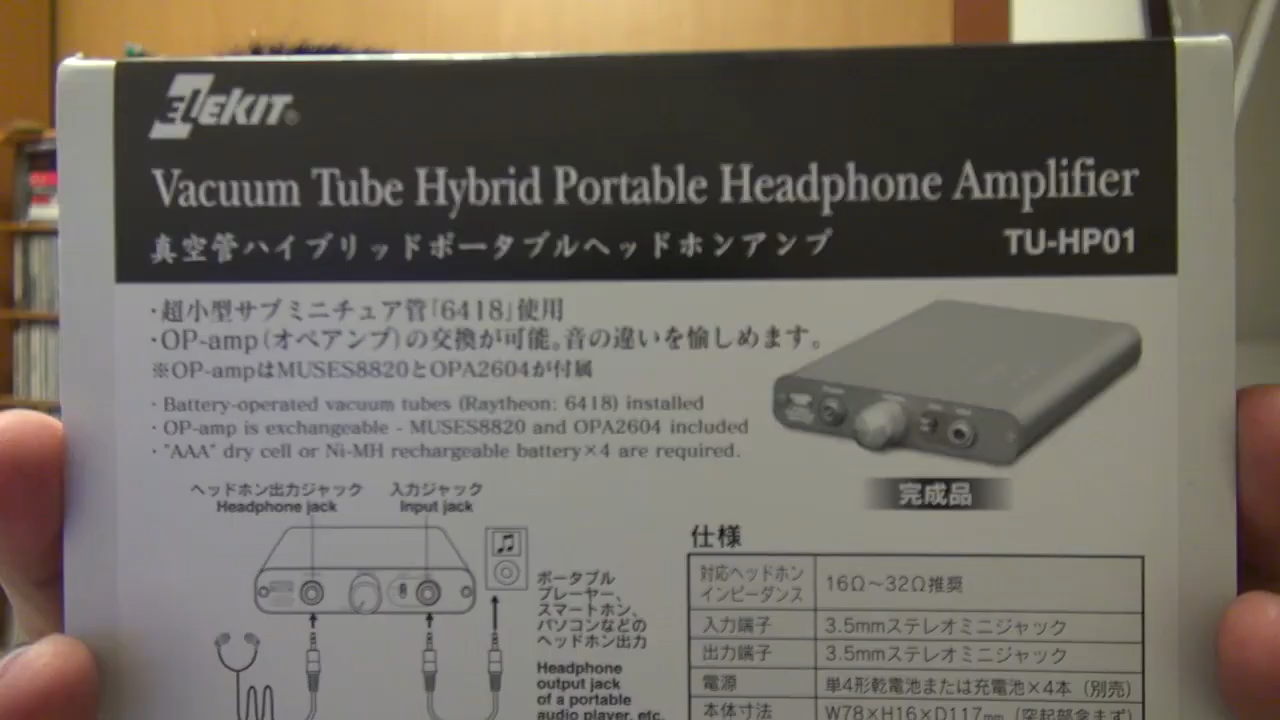 ELEKIT®
Vacuum Tube Hybrid Portable Headphone Amplifier
真空管ハイブリッドポータブルヘッドホンアンプ
TU-HP01
・超小型サブミニチュア管「6418」使用
・OP-amp(オペアンプ)の交換が可能。音の違いを愉しめます。
※OP-ampはMUSES8820とOPA2604が付属
・Battery-operated vacuum tubes (Raytheon: 6418) installed
・OP-amp is exchangeable - MUSES8820 and OPA2604 included
・"AAA" dry cell or Ni-MH rechargeable battery×4 are required.
完成品
ヘッドホン出力ジャック
Headphone jack
入力ジャック
Input jack
ポータブル
プレーヤー、
スマートホン、
パソコンなどの
ヘッドホン出力
Headphone
output jack
of a portable
audio player, etc.
仕様
対応ヘッドホン
インピーダンス
16Ω～32Ω推奨
入力端子
3.5mmステレオミニジャック
出力端子
3.5mmステレオミニジャック
電源
単4形乾電池または充電池×4本（別売）
本体寸法
W78×H16×D117mm（突起部含まず）